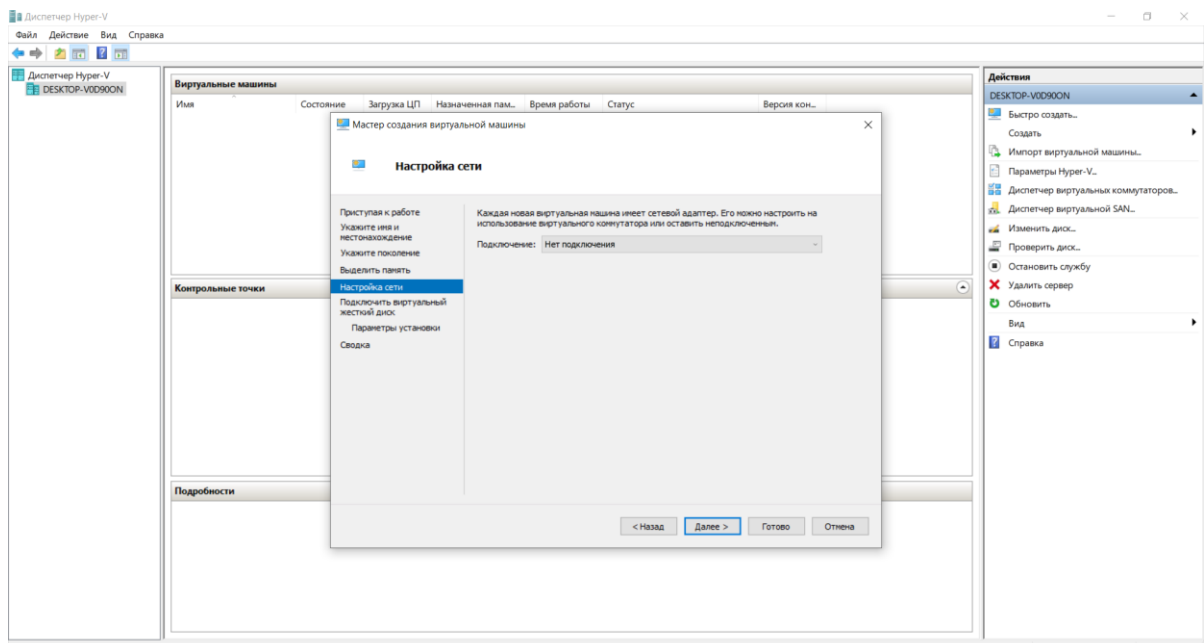 Диспетчер Hyper-V
Файл Действие Вид Справка
Диспетчер Hyper-V
DESKTOP-V0D90ON
Виртуальные машины
Имя Состояние Загрузка ЦП Назначенная пам... Время работы Статус Версия кон...
Мастер создания виртуальной машины
Настройка сети
Приступая к работе
Укажите имя и
местонахождение
Укажите поколение
Выделить память
Настройка сети
Подключить виртуальный
жесткий диск
Параметры установки
Сводка
Каждая новая виртуальная машина имеет сетевой адаптер. Его можно настроить на
использование виртуального коммутатора или оставить неподключенным.
Подключение: Нет подключения
< Назад Далее > Готово Отмена
Контрольные точки
Подробности
Действия
DESKTOP-V0D90ON
Быстро создать...
Создать
Импорт виртуальной машины...
Параметры Hyper-V...
Диспетчер виртуальных коммутаторов...
Диспетчер виртуальной SAN...
Изменить диск...
Проверить диск...
Остановить службу
Удалить сервер
Обновить
Вид
Справка